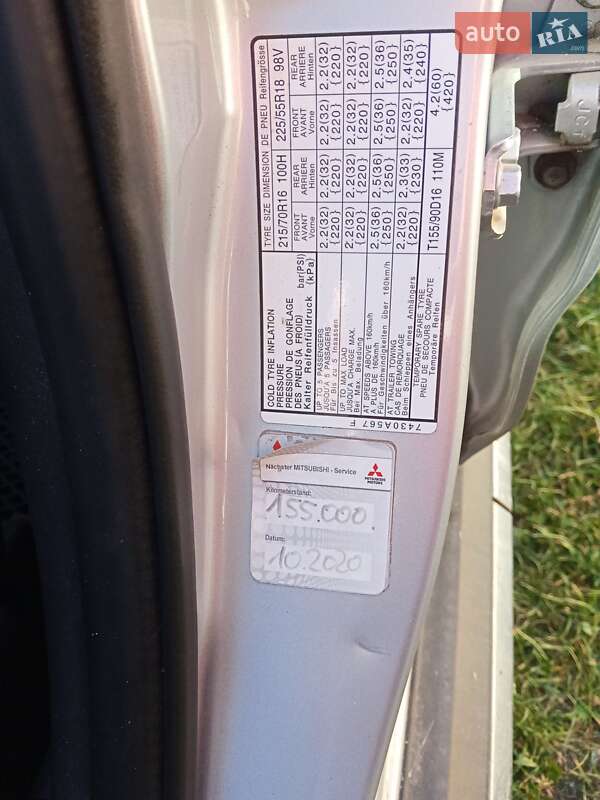 auto RIA.com
JCT
TYRE SIZE DIMENSION DE PNEU Reifengrösse
215/70R16 100H 225/55R18 98V
COLD TYRE INFLATION
PRESSURE
PRESSION DE GONFLAGE
DES PNEUS(A FROID)
Kalter Reifenfülldruck
bar(PSI)
{kPa}
FRONT
AVANT
Vorne
REAR
ARRIERE
Hinten
FRONT
AVANT
Vorne
REAR
ARRIERE
Hinten
UP TO 5 PASSENGERS
JUSQU'A 5 PASSAGERS
Für Bis zu 5 Insassen
2.2(32)
{220}
2.2(32)
{220}
2.2(32)
{220}
2.2(32)
{220}
UP TO MAX LOAD
JUSQU'A CHARGE MAX.
Bei Max. Beladung
2.2(32)
{220}
2.2(32)
{220}
2.2(32)
{220}
2.2(32)
{220}
AT SPEEDS ABOVE 160km/h
A PLUS DE 160km/h
Für Geschwindigkeiten über 160km/h
2.5(36)
{250}
2.5(36)
{250}
2.5(36)
{250}
2.5(36)
{250}
AT TRAILER TOWING
CAS DE REMORQUAGE
Beim Schleppen eines Anhängers
2.2(32)
{220}
2.3(33)
{230}
2.2(32)
{220}
2.4(35)
{240}
TEMPORARY SPARE TYRE
PNEU DE SECOURS COMPACTE
Temporäre Reifen
T155/90D16 110M
4.2(60)
{420}
7430A567 F
Nächster MITSUBISHI - Service
MITSUBISHI
MOTORS
Kilometerstand:
155.000
Datum:
10.2020